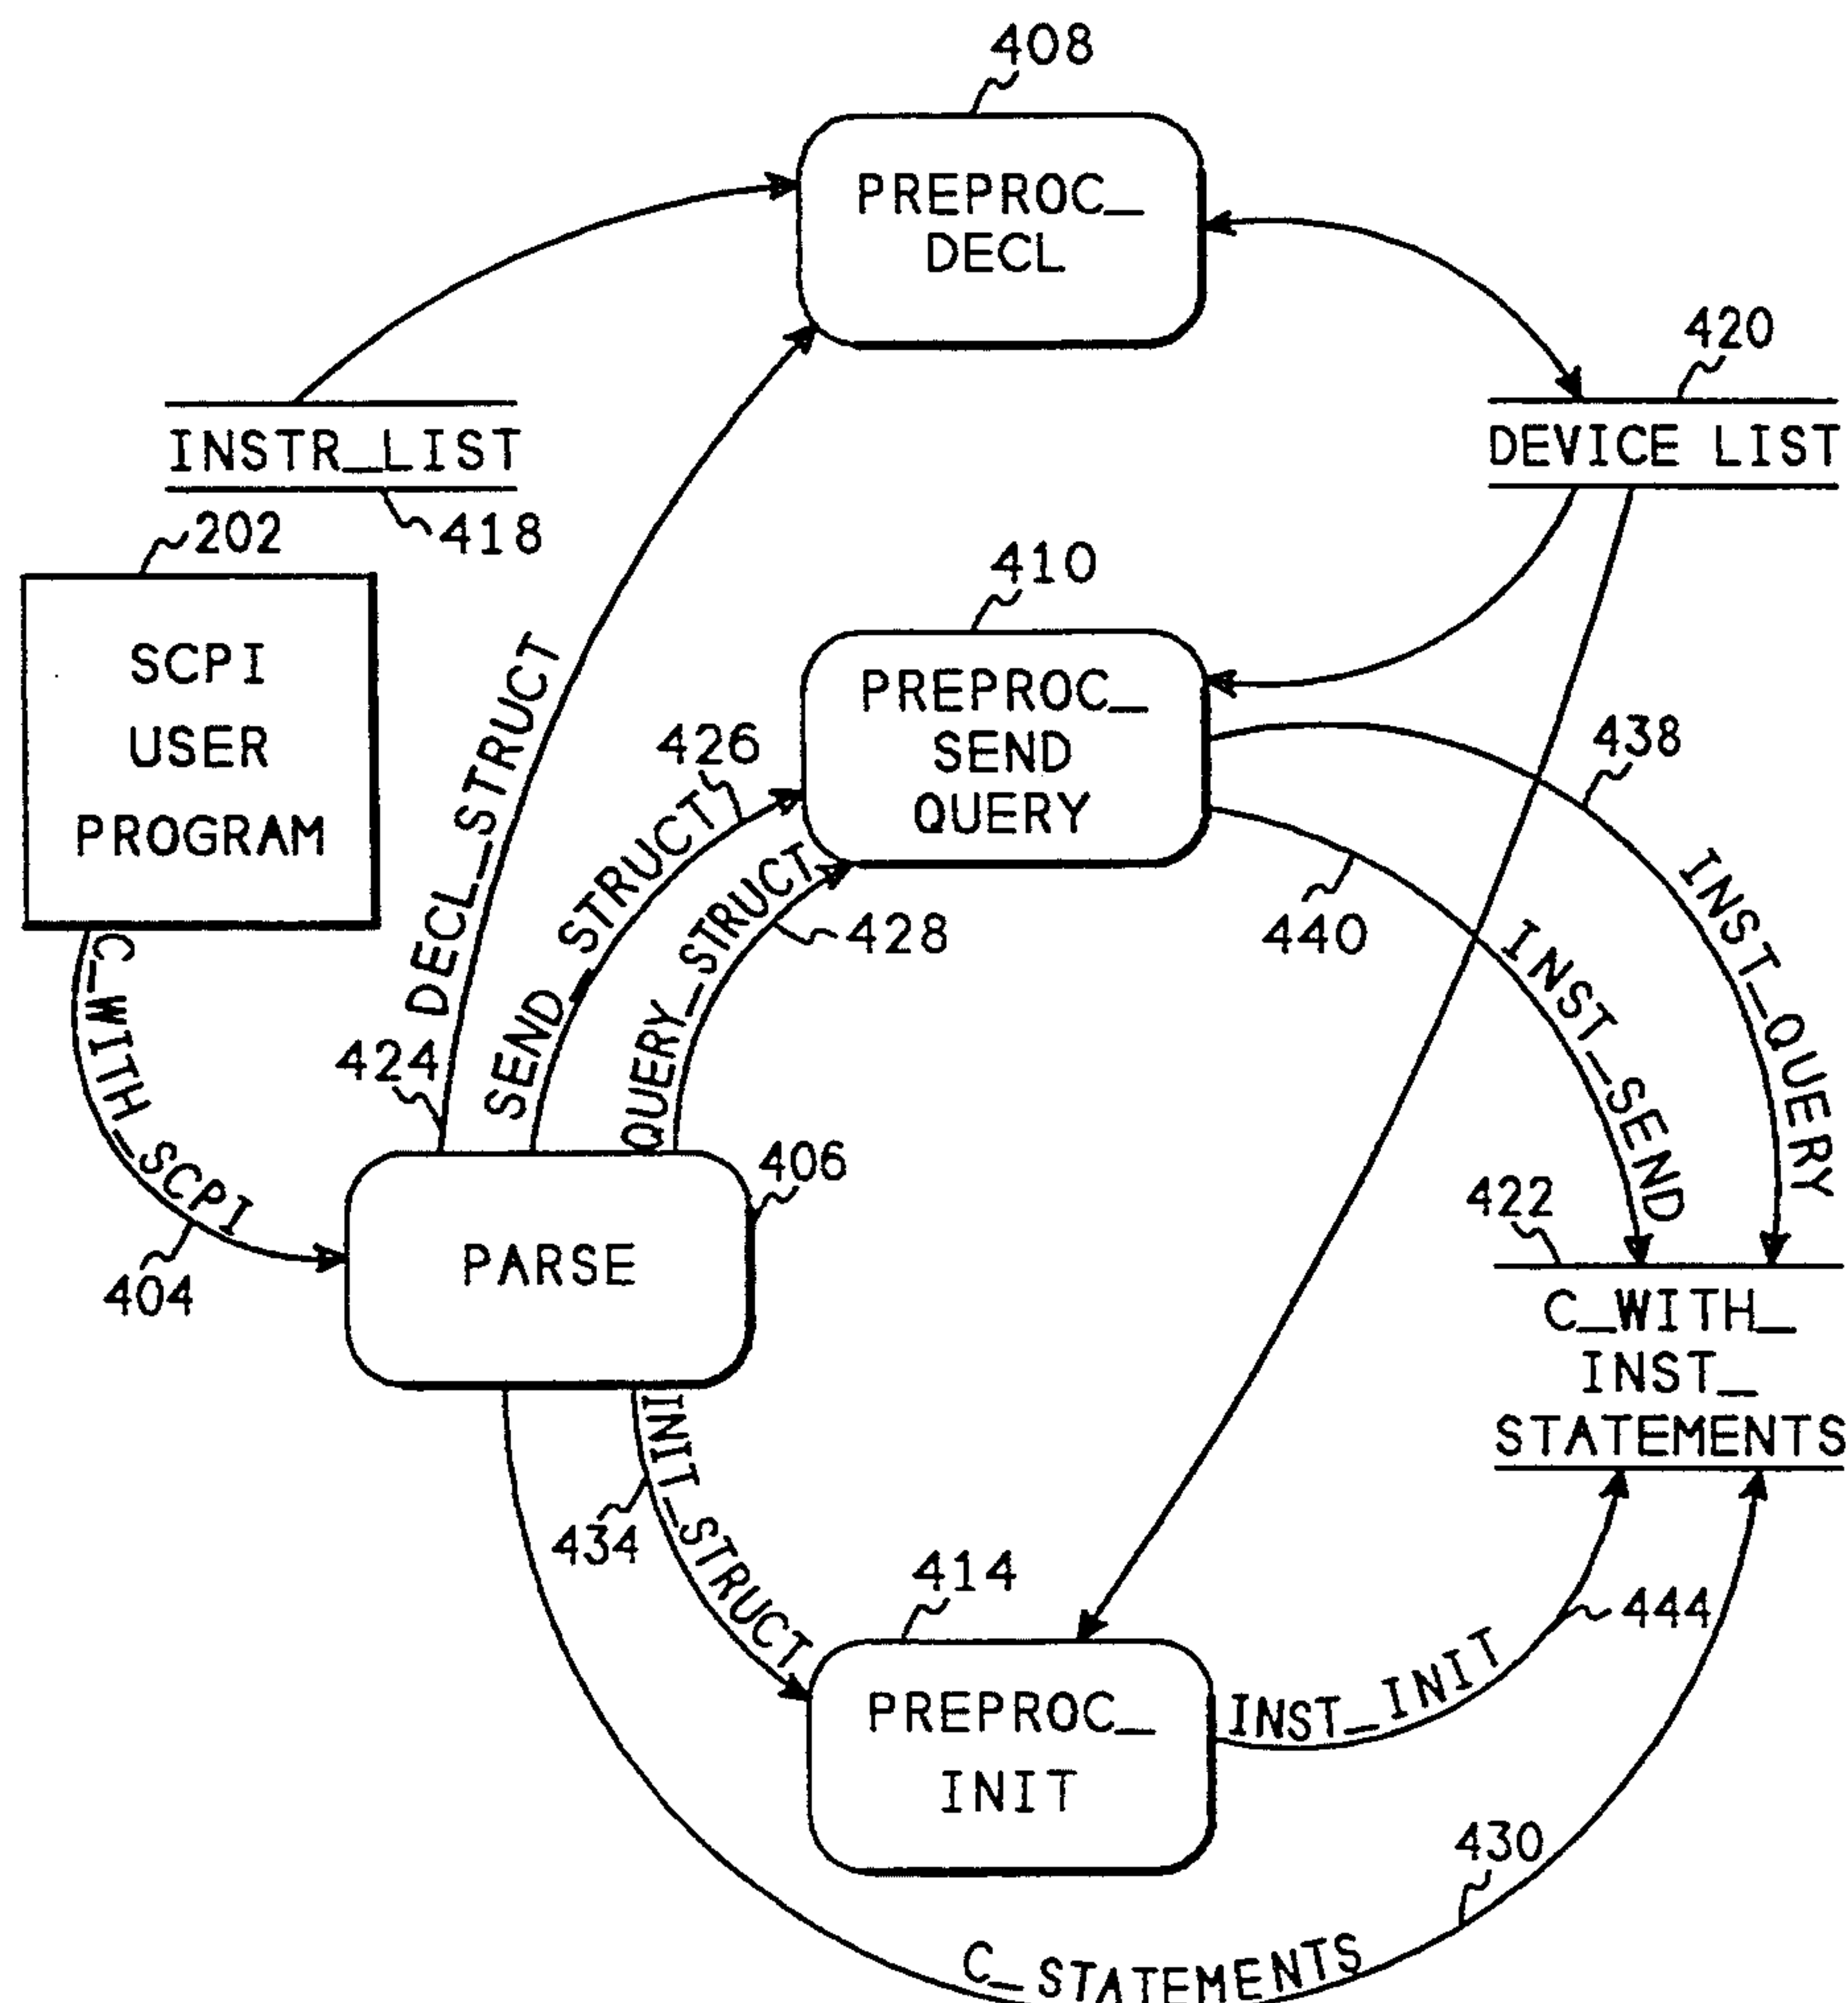 408
PREPROC_
DECL
420
INSTR_LIST
418
DEVICE LIST
202
SCPI
USER
PROGRAM
410
PREPROC_
SEND
QUERY
DECL_STRUCT
426
438
SEND_STRUCT
QUERY_STRUCT
428
440
INST_QUERY
INST_SEND
C_WITH_SCPI
424
406
422
PARSE
404
C_WITH_
INST_
STATEMENTS
INIT_STRUCT
434
414
444
PREPROC_
INIT
INST_INIT
430
C_STATEMENTS